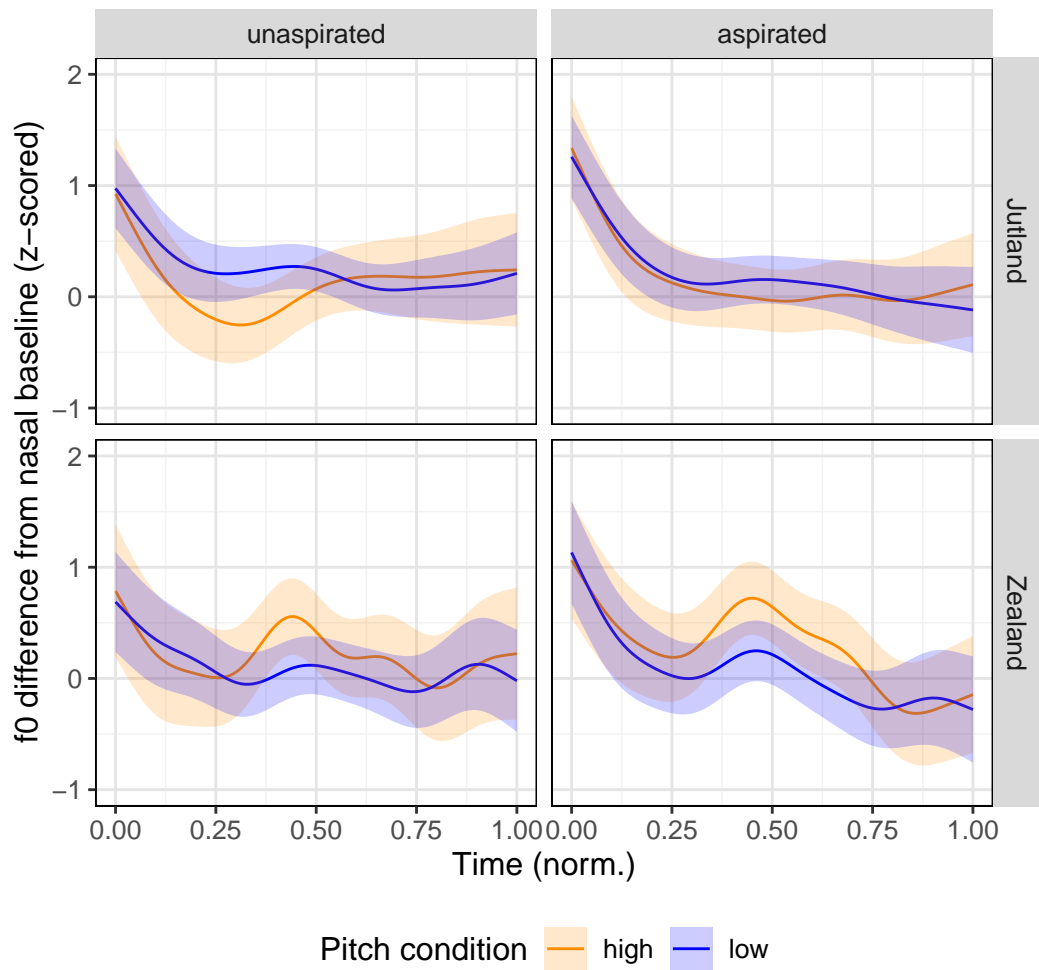 unaspirated aspirated
f0 difference from nasal baseline (z−scored)
2
1
0
−1
Jutland
2
1
0
−1
Zealand
0.00 0.25 0.50 0.75 1.00 0.00 0.25 0.50 0.75 1.00
Time (norm.)
Pitch condition high low